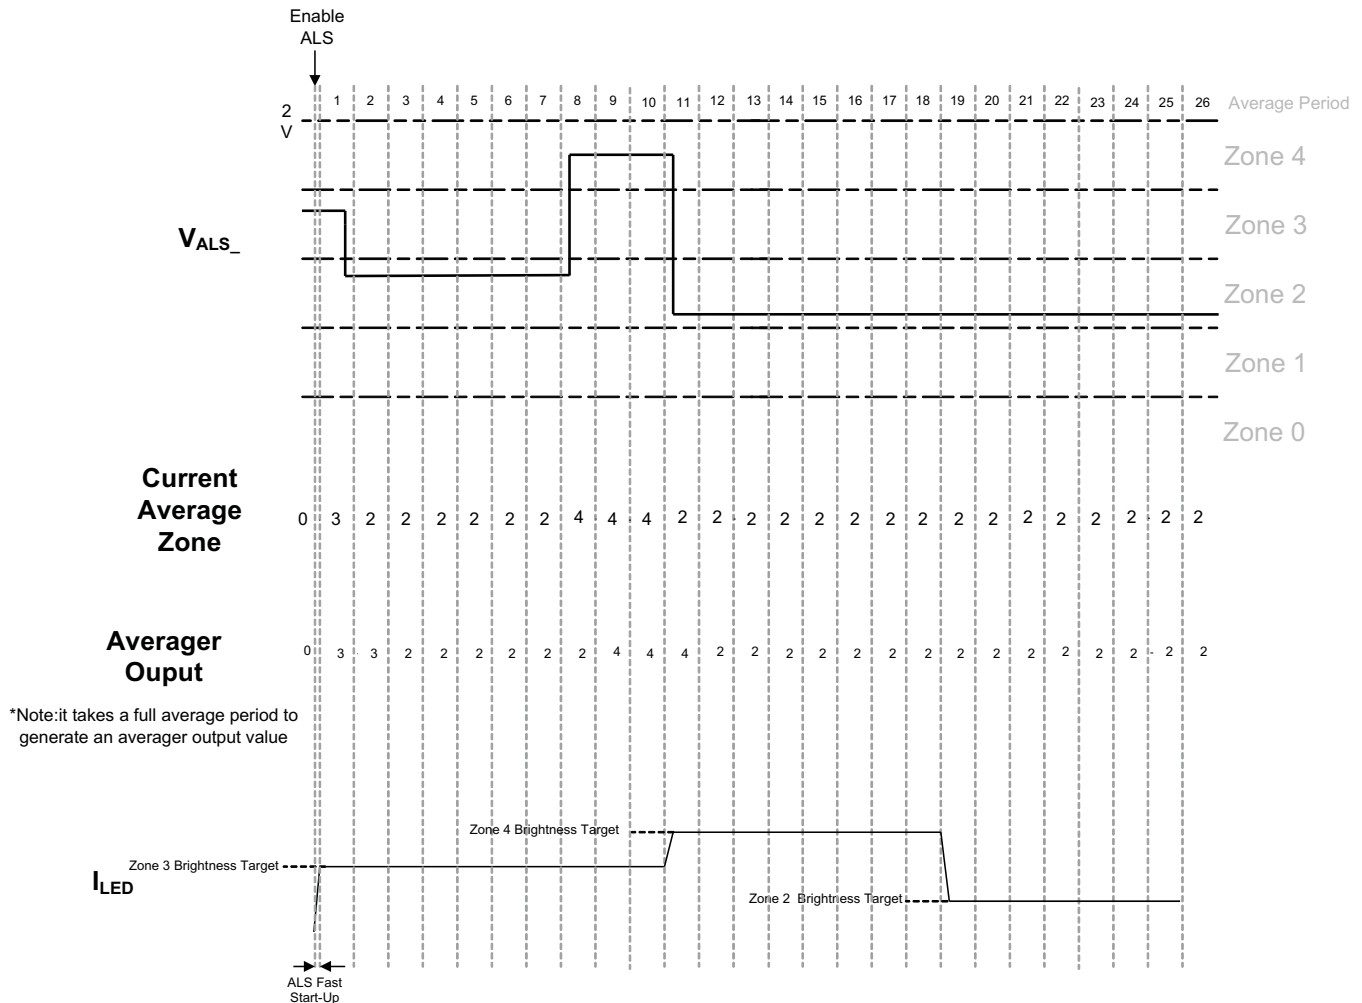 Enable
ALS
1 2 3 4 5 6 7 8 9 10 11 12 13 14 15 16 17 18 19 20 21 22 23 24 25 26 Average Period
2
V
Zone 4
Zone 3
VALS_
Zone 2
Zone 1
Zone 0
Current
Average
Zone
0 3 2 2 2 2 2 2 4 4 4 2 2 2 2 2 2 2 2 2 2 2 2 2 2 2 2
Averager
Ouput
0 3 3 2 2 2 2 2 2 4 4 4 2 2 2 2 2 2 2 2 2 2 2 2 2 2 2
*Note:it takes a full average period to
generate an averager output value
Zone 4 Brightness Target
Zone 3 Brightness Target
ILED
Zone 2 Brightness Target
ALS Fast
Start-Up